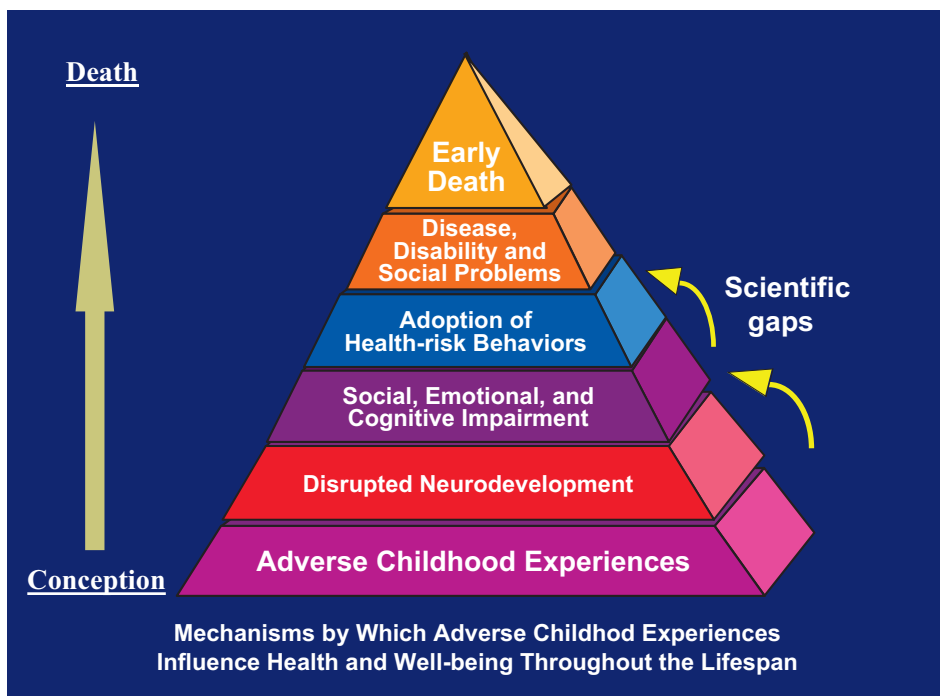 Death
Early
Death
Disease,
Disability and
Social Problems
Scientific
gaps
Adoption of
Health-risk Behaviors
Social, Emotional, and
Cognitive Impairment
Disrupted Neurodevelopment
Adverse Childhood Experiences
Conception
Mechanisms by Which Adverse Childhod Experiences
Influence Health and Well-being Throughout the Lifespan